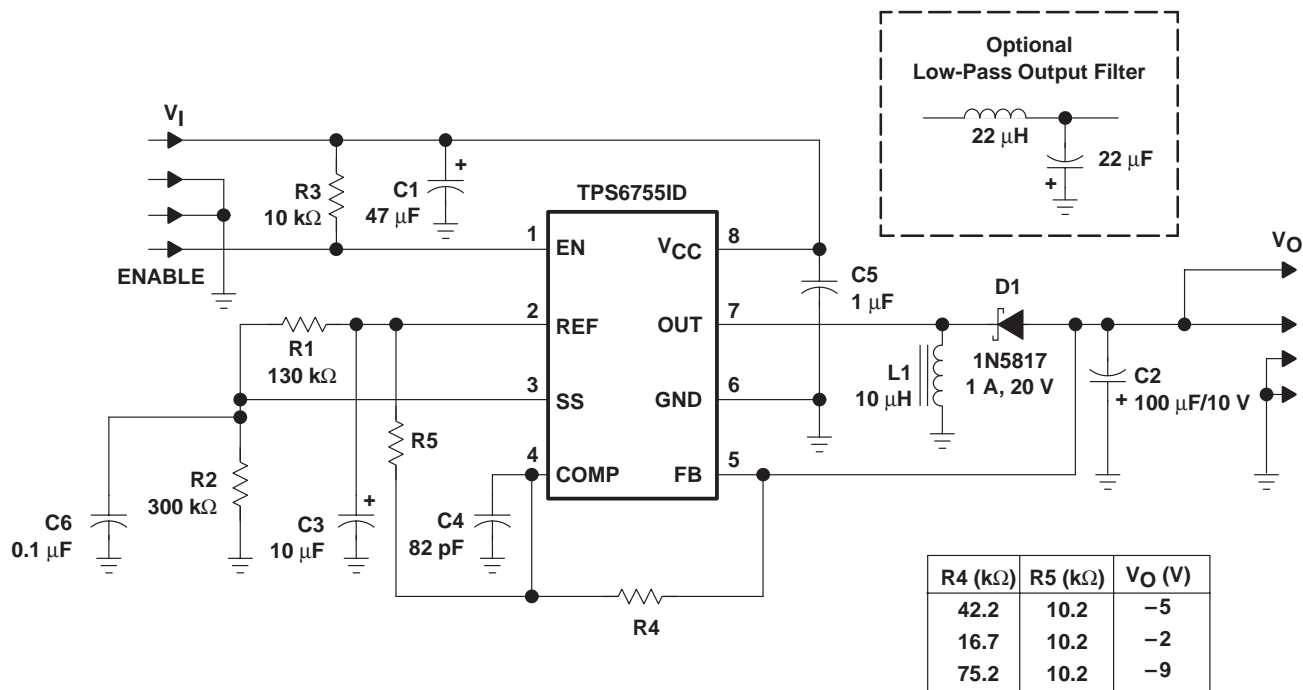 Optional
Low-Pass Output Filter
22 μH
22 μF
+
VI
R3
10 kΩ
C1
47 μF
+
ENABLE
TPS6755ID
1
EN
2
REF
3
SS
4
COMP
8
VCC
7
OUT
6
GND
5
FB
C5
1 μF
D1
1N5817
1 A, 20 V
L1
10 μH
VO
C2
+ 100 μF/10 V
R1
130 kΩ
R5
R2
300 kΩ
C6
0.1 μF
C3
10 μF
+
C4
82 pF
R4
R4 (kΩ) R5 (kΩ) VO (V)
42.2 10.2 −5
16.7 10.2 −2
75.2 10.2 −9